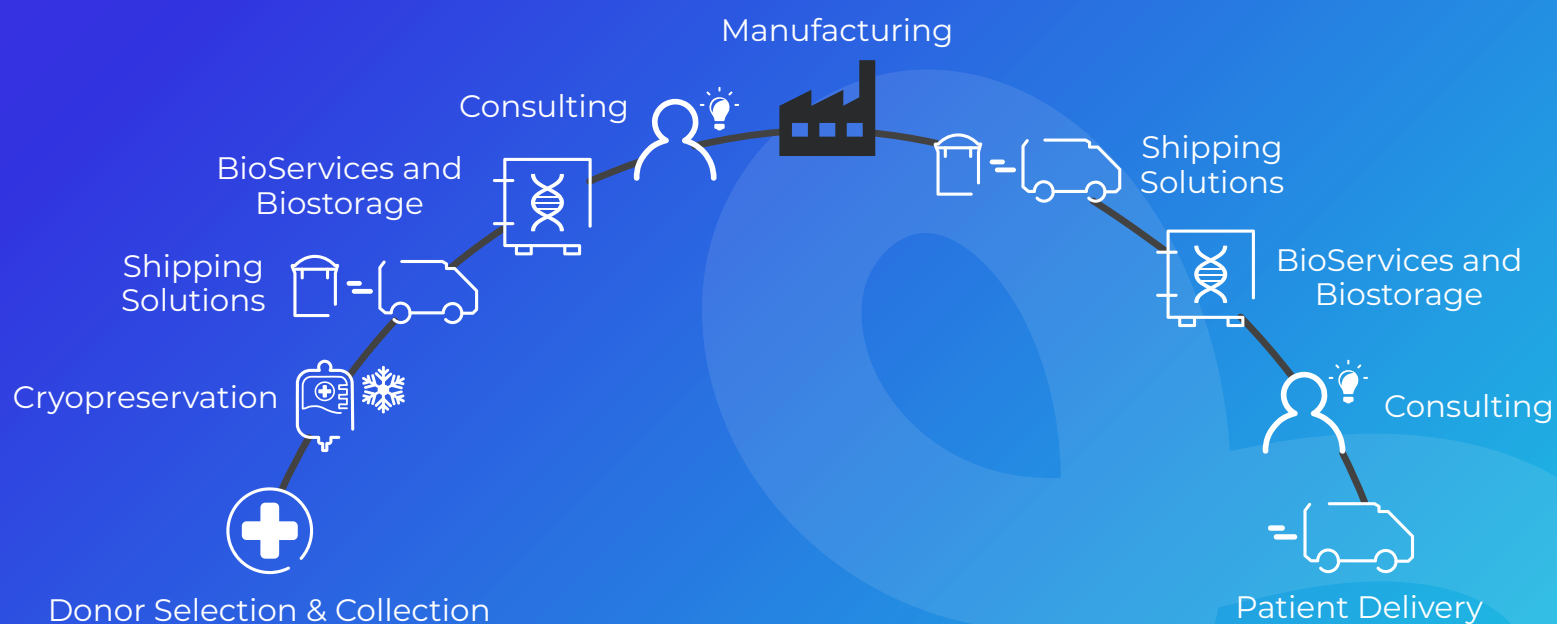 Manufacturing
Consulting
BioServices and
Biostorage
Shipping
Solutions
Cryopreservation
Donor Selection & Collection
Shipping
Solutions
BioServices and
Biostorage
Consulting
Patient Delivery